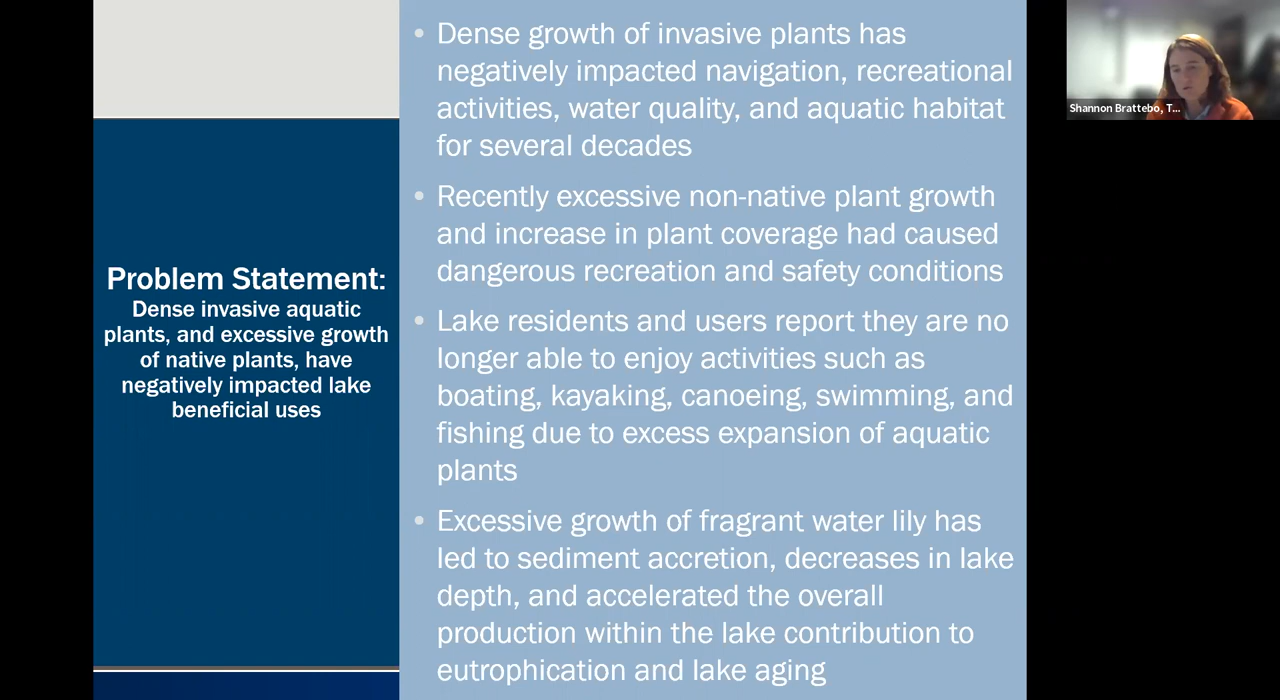 Problem Statement:
Dense invasive aquatic
plants, and excessive growth
of native plants, have
negatively impacted lake
beneficial uses
• Dense growth of invasive plants has
negatively impacted navigation, recreational
activities, water quality, and aquatic habitat
for several decades
• Recently excessive non-native plant growth
and increase in plant coverage had caused
dangerous recreation and safety conditions
• Lake residents and users report they are no
longer able to enjoy activities such as
boating, kayaking, canoeing, swimming, and
fishing due to excess expansion of aquatic
plants
• Excessive growth of fragrant water lily has
led to sediment accretion, decreases in lake
depth, and accelerated the overall
production within the lake contribution to
eutrophication and lake aging
Shannon Brattebo, T...